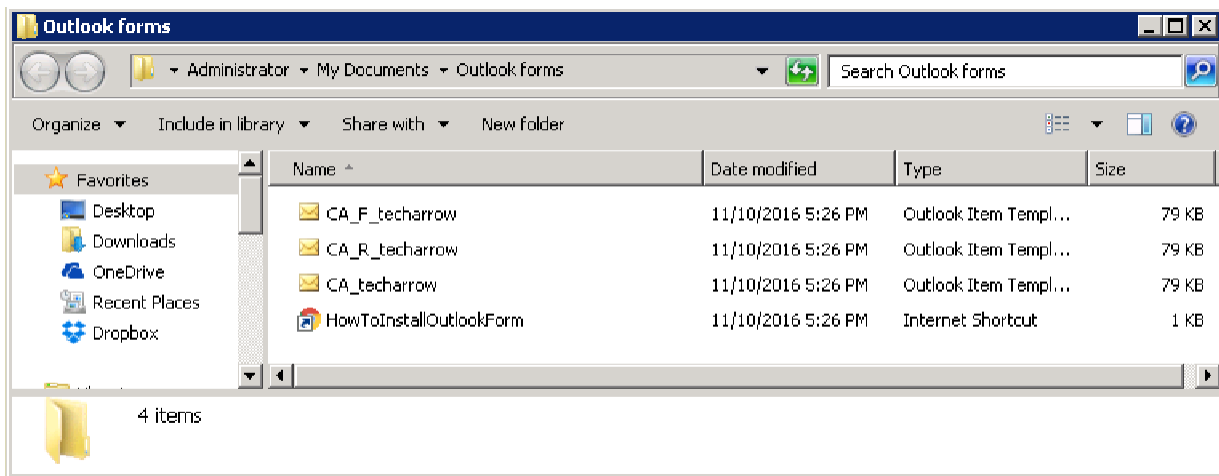 Outlook forms
Administrator My Documents Outlook forms Search Outlook forms
Organize Include in library Share with New folder
Name Date modified Type Size
Favorites
Desktop
Downloads
OneDrive
Recent Places
Dropbox
CA_F_techarrow 11/10/2016 5:26 PM Outlook Item Templ... 79 KB
CA_R_techarrow 11/10/2016 5:26 PM Outlook Item Templ... 79 KB
CA_techarrow 11/10/2016 5:26 PM Outlook Item Templ... 79 KB
HowToInstallOutlookForm 11/10/2016 5:26 PM Internet Shortcut 1 KB
4 items